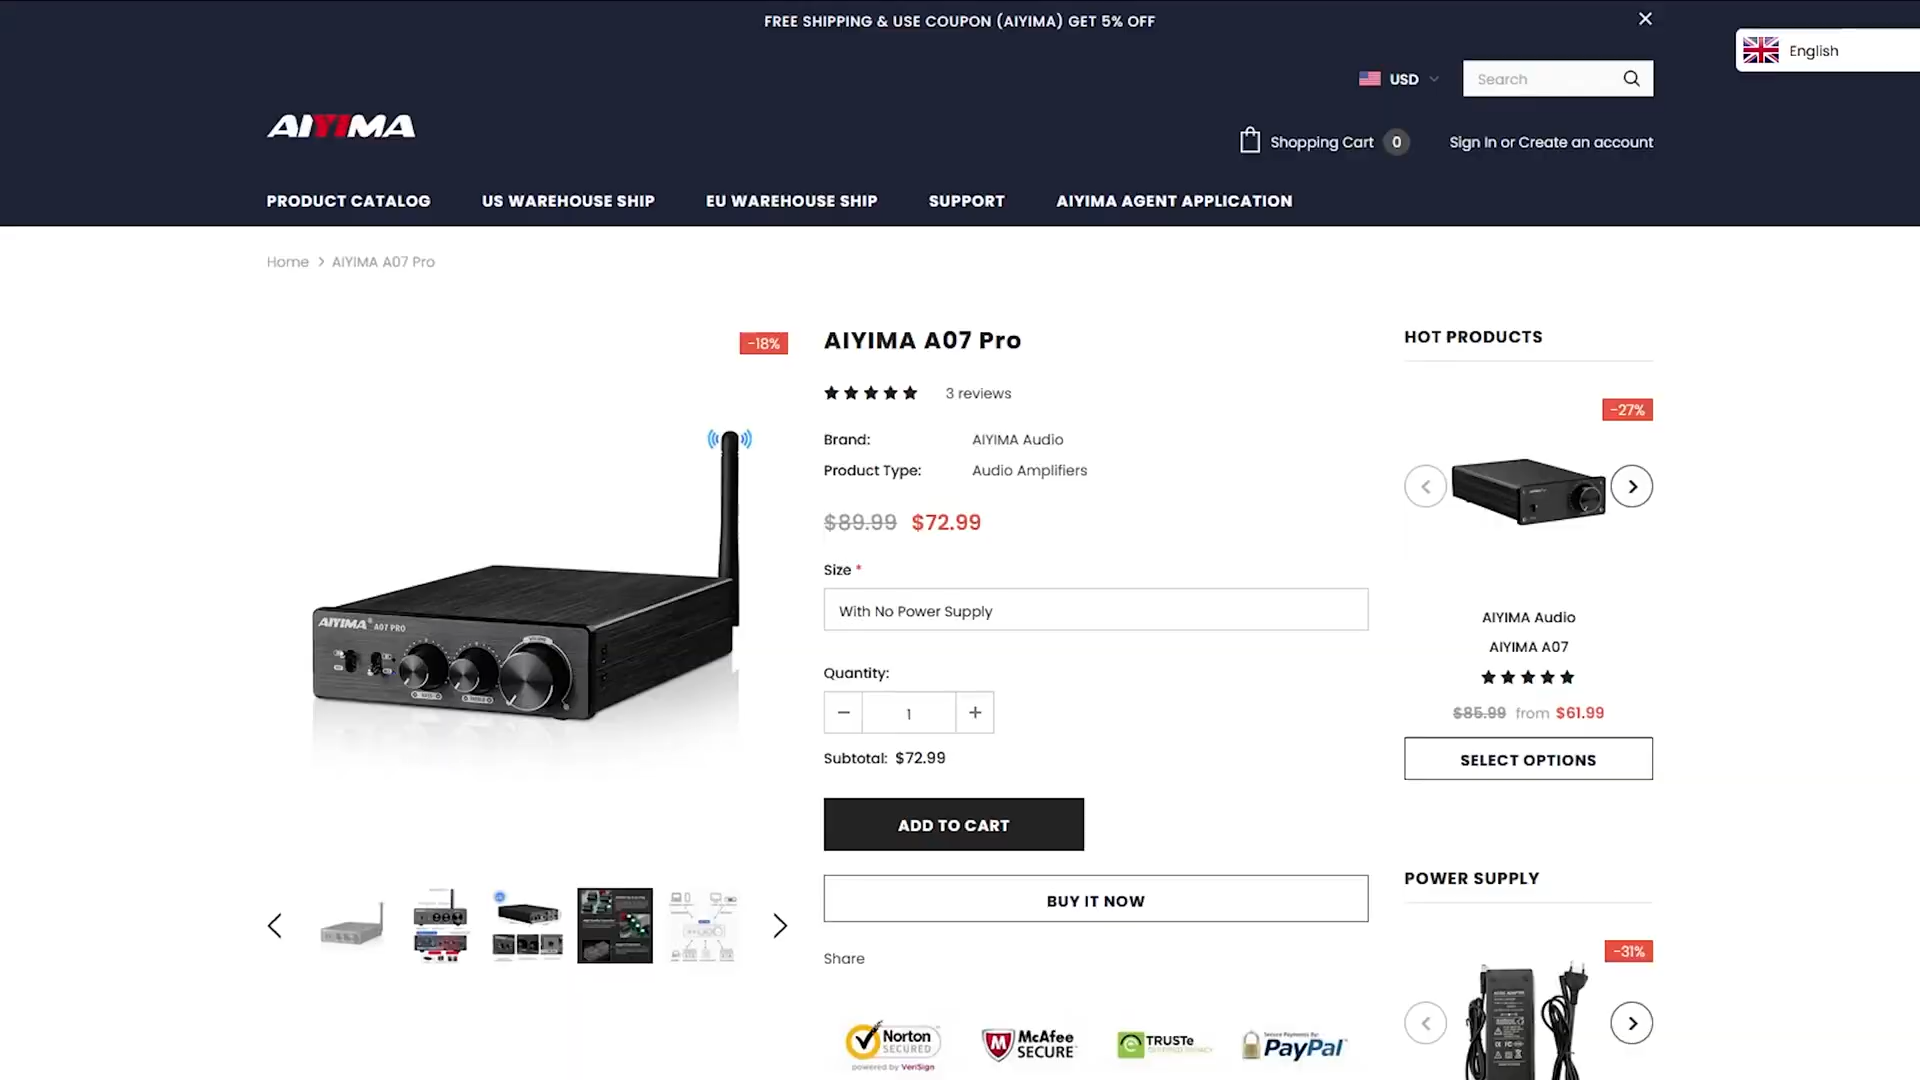 FREE SHIPPING & USE COUPON (AIYIMA) GET 5% OFF
English
USD
Search
AIYIMA
Shopping Cart 0
Sign In or Create an account
PRODUCT CATALOG
US WAREHOUSE SHIP
EU WAREHOUSE SHIP
SUPPORT
AIYIMA AGENT APPLICATION
Home > AIYIMA A07 Pro
-18%
AIYIMA® A07 PRO
AIYIMA A07 Pro
3 reviews
Brand: AIYIMA Audio
Product Type: Audio Amplifiers
$89.99 $72.99
Size *
With No Power Supply
Quantity:
1
Subtotal: $72.99
ADD TO CART
BUY IT NOW
Share
Norton
SECURED
powered by VeriSign
McAfee
SECURE
TRUSTe
PayPal
HOT PRODUCTS
-27%
AIYIMA Audio
AIYIMA A07
$85.99 from $61.99
SELECT OPTIONS
POWER SUPPLY
-31%